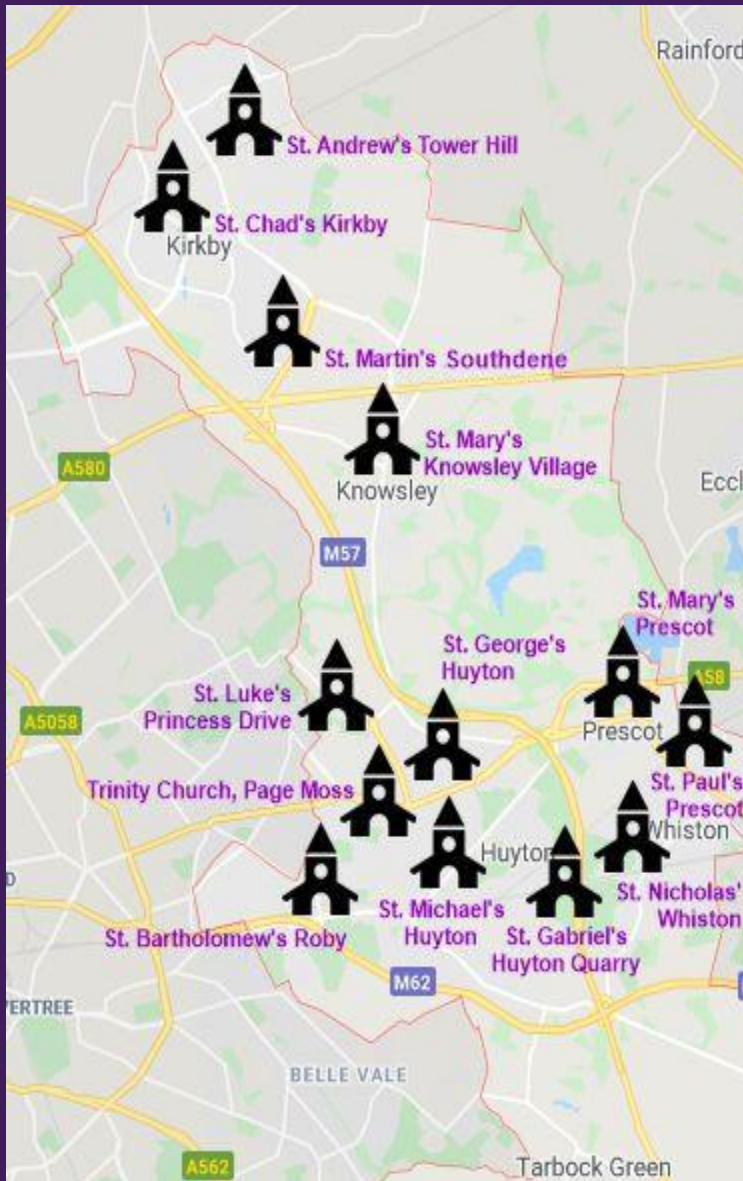 Rainford
St. Andrew's Tower Hill
St. Chad's Kirkby
Kirkby
St. Martin's Southdene
St. Mary's
Knowsley Village
A580
Knowsley
Eccl
M57
St. Mary's
Prescot
St. George's
Huyton
A58
St. Luke's
Princess Drive
A5058
Prescot
St. Paul's
Prescot
Trinity Church, Page Moss
Whiston
Huyton
St. Nicholas'
Whiston
St. Michael's
Huyton
St. Gabriel's
Huyton Quarry
St. Bartholomew's Roby
M62
VERTREE
BELLE VALE
A562
Tarbock Green